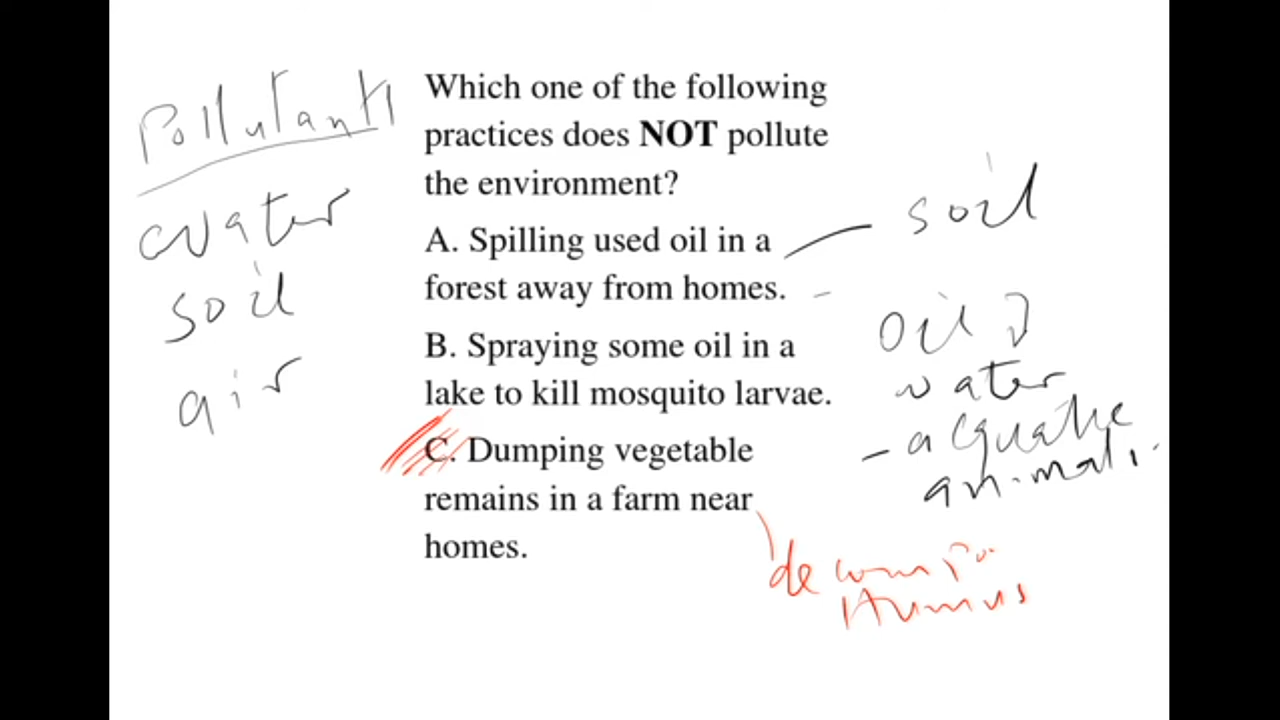 Pollutants
water
soil
air
Which one of the following
practices does NOT pollute
the environment?
A. Spilling used oil in a
forest away from homes.
B. Spraying some oil in a
lake to kill mosquito larvae.
C. Dumping vegetable
remains in a farm near
homes.
soil
oil
water
- aquatic
animals.
Humus